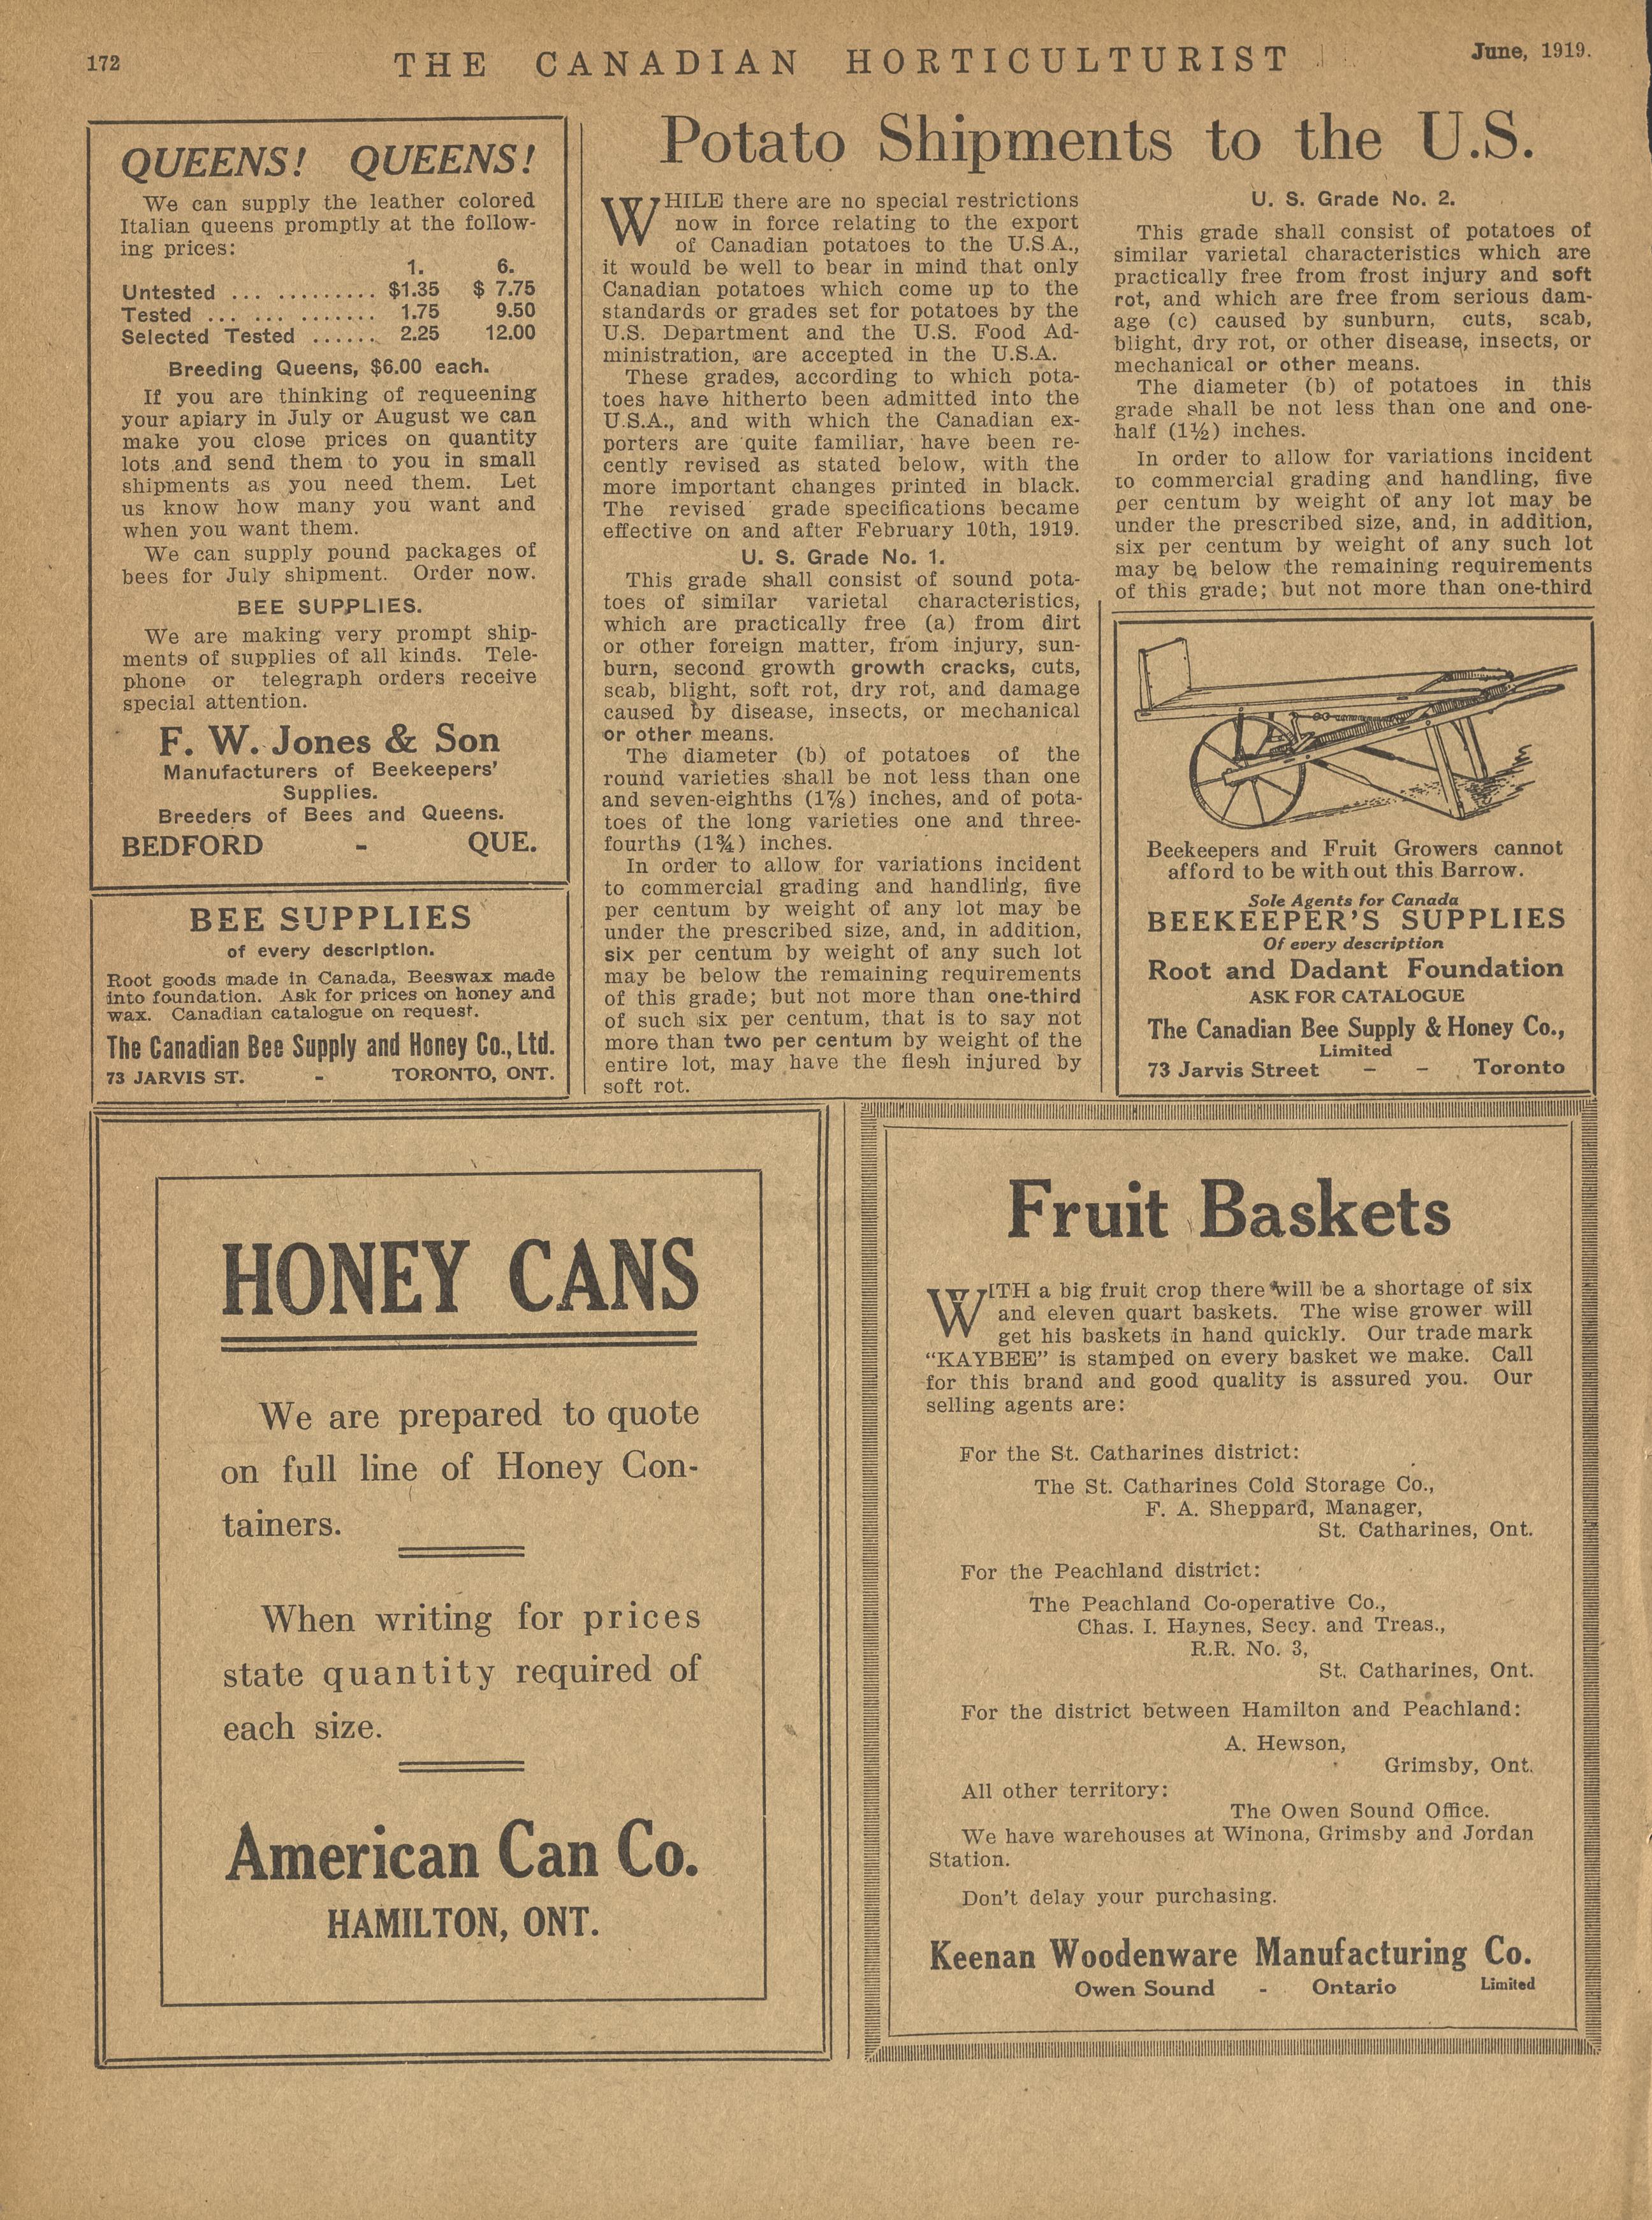 172
THE CANADIAN HORTICULTURIST
June, 1919.
QUEENS! QUEENS!
We can supply the leather colored
Italian queens promptly at the follow-
ing prices:
1. 6.
Untested ... ......... $1.35 $ 7.75
Tested ... ... ....... 1.75 9.50
Selected Tested ...... 2.25 12.00
Breeding Queens, $6.00 each.
If you are thinking of requeening
your apiary in July or August we can
make you close prices on quantity
lots and send them to you in small
shipments as you need them. Let
us know how many you want and
when you want them.
We can supply pound packages of
bees for July shipment. Order now.
BEE SUPPLIES.
We are making very prompt ship-
ments of supplies of all kinds. Tele-
phone or telegraph orders receive
special attention.
F. W. Jones & Son
Manufacturers of Beekeepers'
Supplies.
Breeders of Bees and Queens.
BEDFORD - QUE.
BEE SUPPLIES
of every description.
Root goods made in Canada, Beeswax made
into foundation. Ask for prices on honey and
wax. Canadian catalogue on request.
The Canadian Bee Supply and Honey Co., Ltd.
73 JARVIS ST. - TORONTO, ONT.
Potato Shipments to the U.S.
WHILE there are no special restrictions
now in force relating to the export
of Canadian potatoes to the U.S.A.,
it would be well to bear in mind that only
Canadian potatoes which come up to the
standards or grades set for potatoes by the
U.S. Department and the U.S. Food Ad-
ministration, are accepted in the U.S.A.
These grades, according to which pota-
toes have hitherto been admitted into the
U.S.A., and with which the Canadian ex-
porters are quite familiar, have been re-
cently revised as stated below, with the
more important changes printed in black.
The revised grade specifications became
effective on and after February 10th, 1919.
U. S. Grade No. 1.
This grade shall consist of sound pota-
toes of similar varietal characteristics,
which are practically free (a) from dirt
or other foreign matter, from injury, sun-
burn, second growth growth cracks, cuts,
scab, blight, soft rot, dry rot, and damage
caused by disease, insects, or mechanical
or other means.
The diameter (b) of potatoes of the
round varieties shall be not less than one
and seven-eighths (1⅞) inches, and of pota-
toes of the long varieties one and three-
fourths (1¾) inches.
In order to allow for variations incident
to commercial grading and handling, five
per centum by weight of any lot may be
under the prescribed size, and, in addition,
six per centum by weight of any such lot
may be below the remaining requirements
of this grade; but not more than one-third
of such six per centum, that is to say not
more than two per centum by weight of the
entire lot, may have the flesh injured by
soft rot.
U. S. Grade No. 2.
This grade shall consist of potatoes of
similar varietal characteristics which are
practically free from frost injury and soft
rot, and which are free from serious dam-
age (c) caused by sunburn, cuts, scab,
blight, dry rot, or other disease, insects, or
mechanical or other means.
The diameter (b) of potatoes in this
grade shall be not less than one and one-
half (1½) inches.
In order to allow for variations incident
to commercial grading and handling, five
per centum by weight of any lot may be
under the prescribed size, and, in addition,
six per centum by weight of any such lot
may be below the remaining requirements
of this grade; but not more than one-third
Beekeepers and Fruit Growers cannot
afford to be without this Barrow.
Sole Agents for Canada
BEEKEEPER'S SUPPLIES
Of every description
Root and Dadant Foundation
ASK FOR CATALOGUE
The Canadian Bee Supply & Honey Co.,
Limited
73 Jarvis Street - - Toronto
HONEY CANS
We are prepared to quote
on full line of Honey Con-
tainers.
When writing for prices
state quantity required of
each size.
American Can Co.
HAMILTON, ONT.
Fruit Baskets
WITH a big fruit crop there will be a shortage of six
and eleven quart baskets. The wise grower will
get his baskets in hand quickly. Our trade mark
"KAYBEE" is stamped on every basket we make. Call
for this brand and good quality is assured you. Our
selling agents are:
For the St. Catharines district:
The St. Catharines Cold Storage Co.,
F. A. Sheppard, Manager,
St. Catharines, Ont.
For the Peachland district:
The Peachland Co-operative Co.,
Chas. I. Haynes, Secy. and Treas.,
R.R. No. 3,
St. Catharines, Ont.
For the district between Hamilton and Peachland:
A. Hewson,
Grimsby, Ont.
All other territory:
The Owen Sound Office.
We have warehouses at Winona, Grimsby and Jordan
Station.
Don't delay your purchasing.
Keenan Woodenware Manufacturing Co.
Owen Sound - Ontario Limited